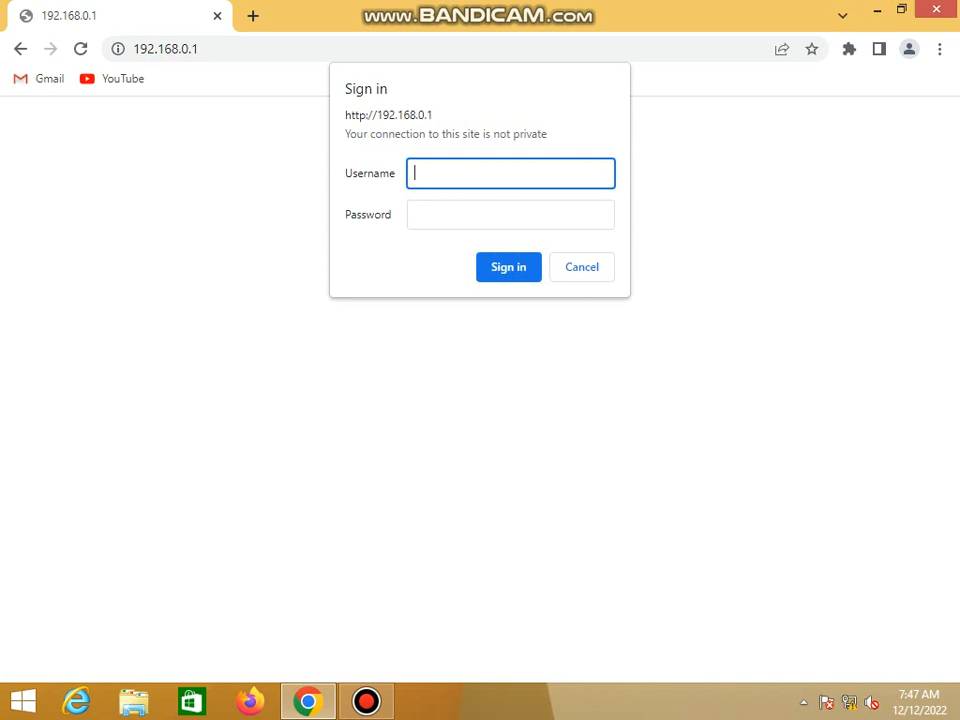 192.168.0.1
www.BANDICAM.com
192.168.0.1
Gmail
YouTube
Sign in
http://192.168.0.1
Your connection to this site is not private
Username
Password
Sign in
Cancel
7:47 AM
12/12/2022